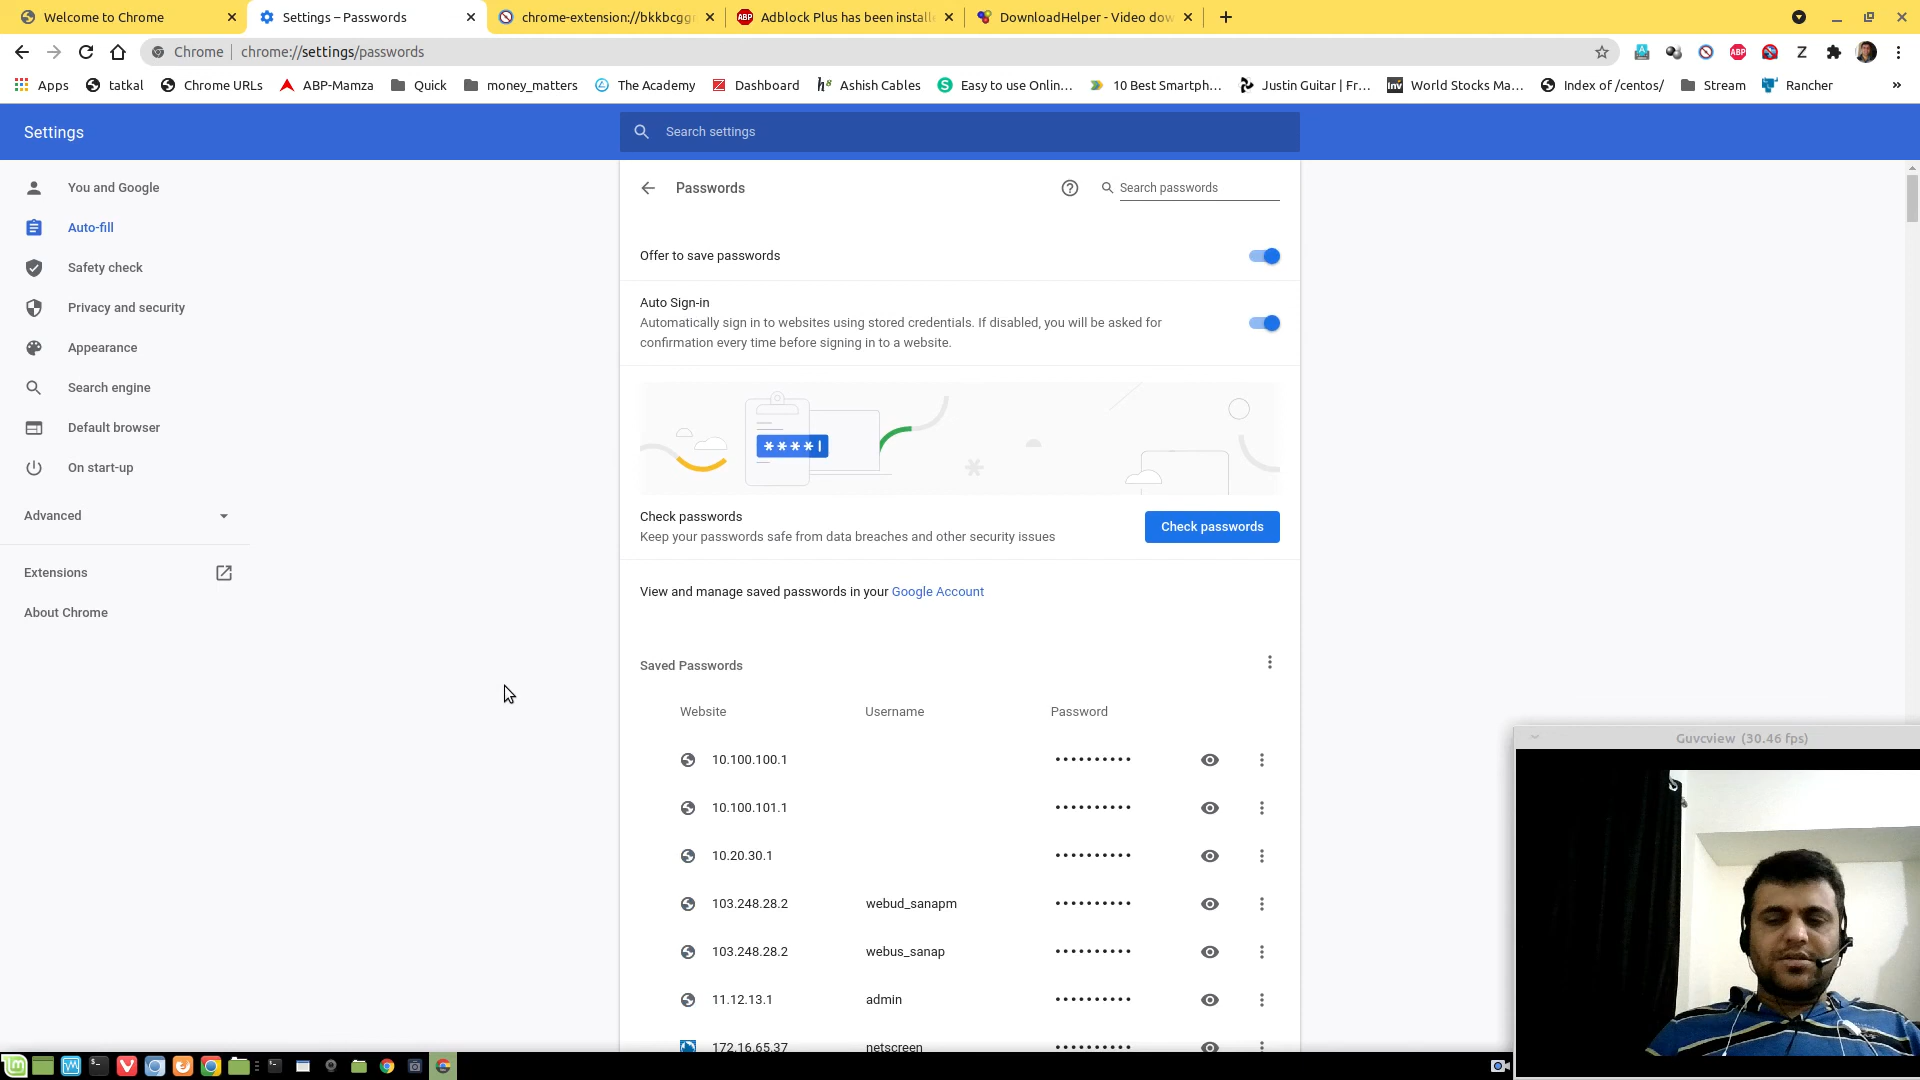 Welcome to Chrome
Settings – Passwords
chrome-extension://bkkbcggn
Adblock Plus has been installe
DownloadHelper - Video dow
Chrome
chrome://settings/passwords
Apps
tatkal
Chrome URLs
ABP-Mamza
Quick
money_matters
The Academy
Dashboard
Ashish Cables
Easy to use Onlin...
10 Best Smartph...
Justin Guitar | Fr...
World Stocks Ma...
Index of /centos/
Stream
Rancher
»
Settings
Search settings
You and Google
Auto-fill
Safety check
Privacy and security
Appearance
Search engine
Default browser
On start-up
Advanced
Extensions
About Chrome
Passwords
Search passwords
Offer to save passwords
Auto Sign-in
Automatically sign in to websites using stored credentials. If disabled, you will be asked for
confirmation every time before signing in to a website.
****|
Check passwords
Keep your passwords safe from data breaches and other security issues
Check passwords
View and manage saved passwords in your Google Account
Saved Passwords
Website Username Password
10.100.100.1 ••••••••••
10.100.101.1 ••••••••••
10.20.30.1 ••••••••••
103.248.28.2 webud_sanapm ••••••••••
103.248.28.2 webus_sanap ••••••••••
11.12.13.1 admin ••••••••••
172.16.65.37 netscreen ••••••••••
Guvcview (30.46 fps)